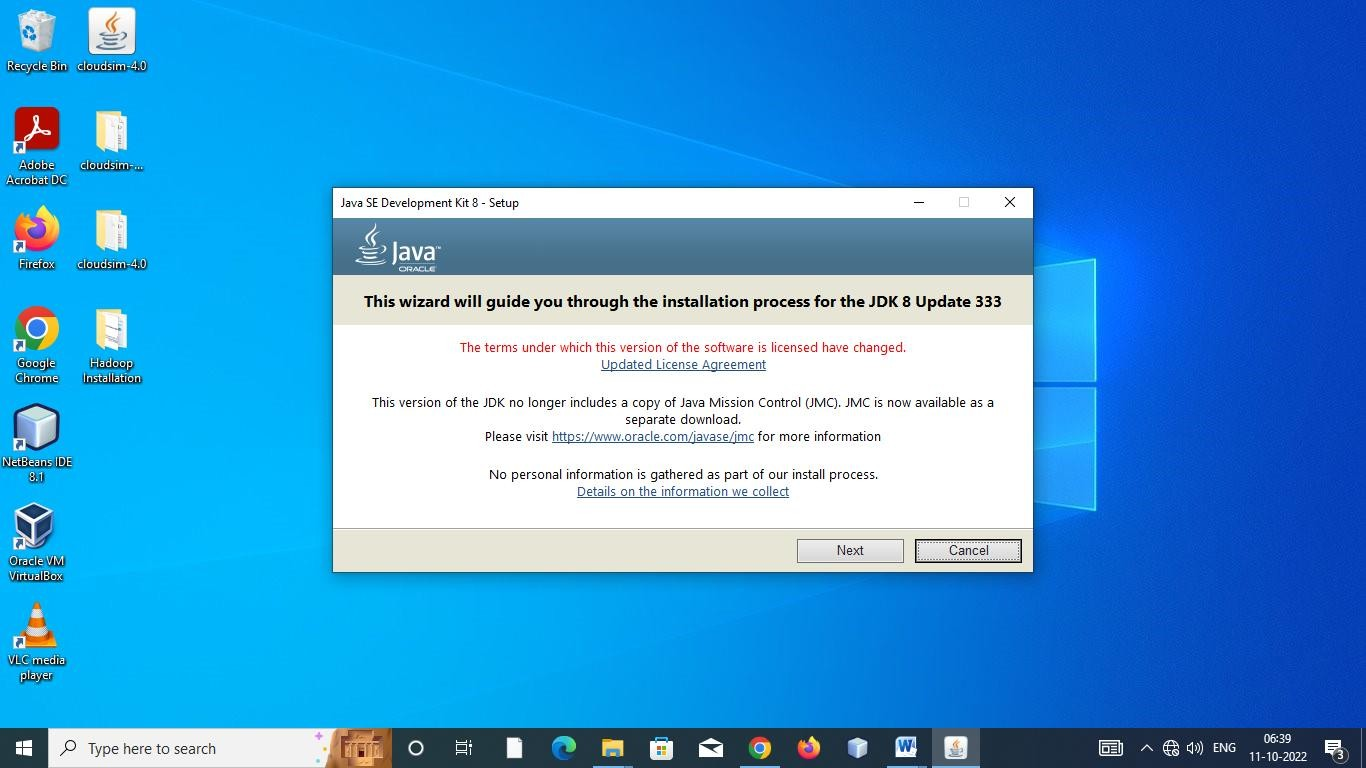 Recycle Bin
cloudsim-4.0
Adobe
Acrobat DC
cloudsim-...
Firefox
cloudsim-4.0
Google
Chrome
Hadoop
Installation
NetBeans IDE
8.1
Oracle VM
VirtualBox
VLC media
player
Java SE Development Kit 8 - Setup
Java™
ORACLE
This wizard will guide you through the installation process for the JDK 8 Update 333
The terms under which this version of the software is licensed have changed.
Updated License Agreement
This version of the JDK no longer includes a copy of Java Mission Control (JMC). JMC is now available as a
separate download.
Please visit https://www.oracle.com/javase/jmc for more information
No personal information is gathered as part of our install process.
Details on the information we collect
Next
Cancel
Type here to search
W
ENG
06:39
11-10-2022
3